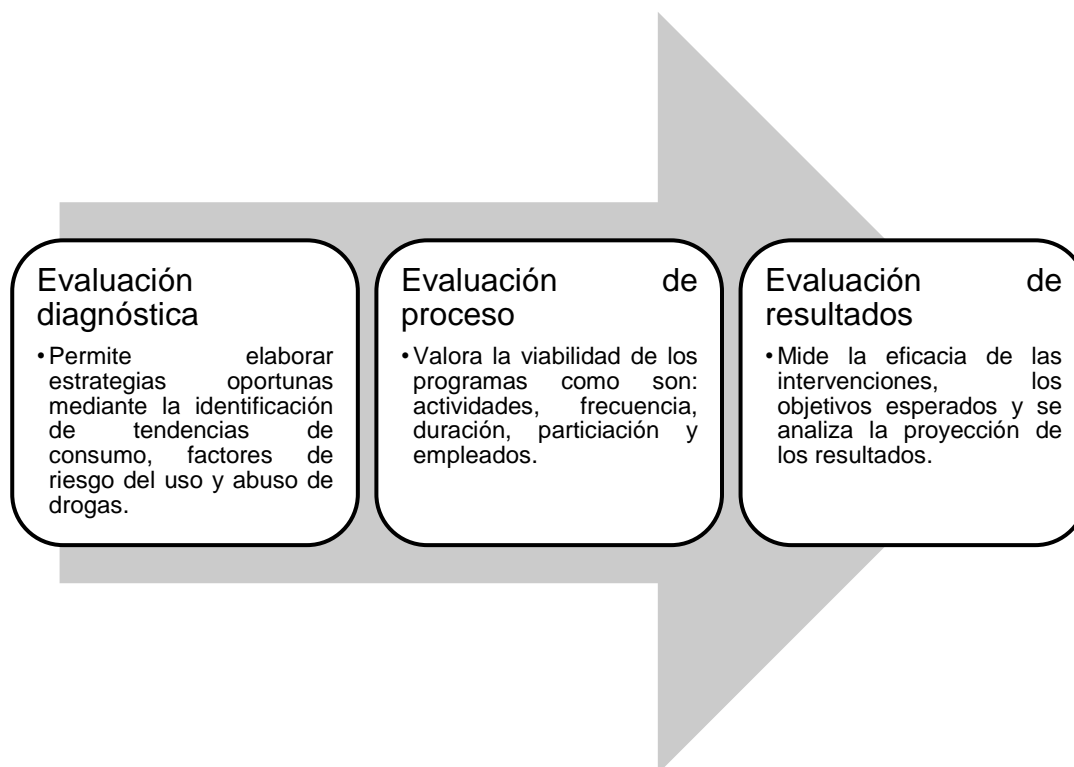 Evaluación
diagnóstica
•Permite elaborar
estrategias oportunas
mediante la identificación
de tendencias de
consumo, factores de
riesgo del uso y abuso de
drogas.
Evaluación de
proceso
•Valora la viabilidad de los
programas como son:
actividades, frecuencia,
duración, particiación y
empleados.
Evaluación de
resultados
•Mide la eficacia de las
intervenciones, los
objetivos esperados y se
analiza la proyección de
los resultados.